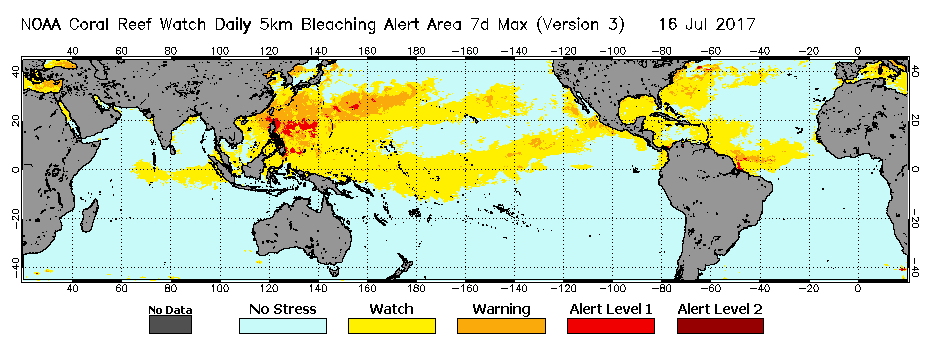 NOAA Coral Reef Watch Daily 5km Bleaching Alert Area 7d Max (Version 3) 16 Jul 2017
40 60 80 100 120 140 160 180 −160 −140 −120 −100 −80 −60 −40 −20 0
40 40
20 20
0 0
−20 −20
−40 −40
40 60 80 100 120 140 160 180 −160 −140 −120 −100 −80 −60 −40 −20 0
No Data No Stress Watch Warning Alert Level 1 Alert Level 2